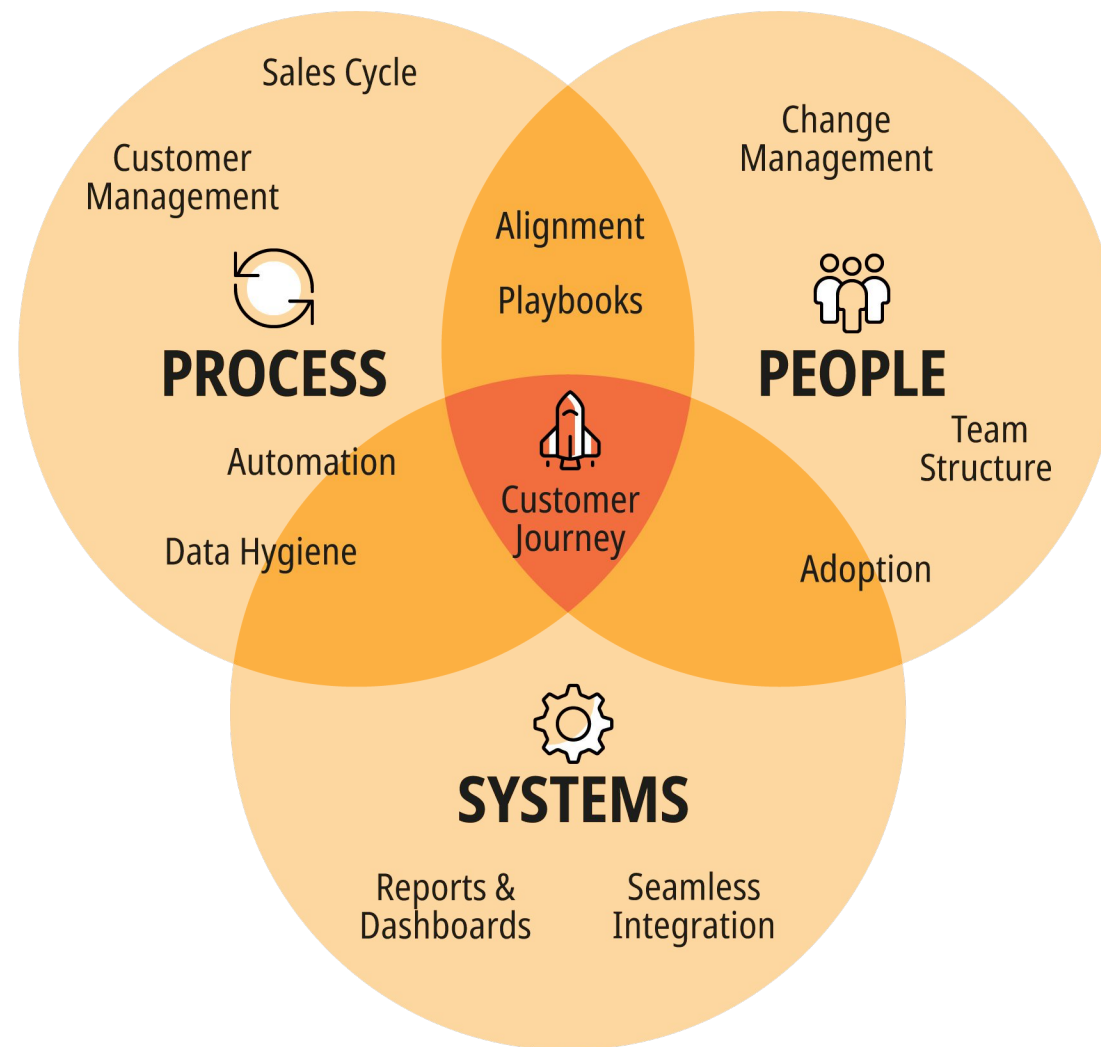 Sales Cycle
Customer
Management
PROCESS
Automation
Data Hygiene
Alignment
Playbooks
Change
Management
PEOPLE
Team
Structure
Adoption
Customer
Journey
SYSTEMS
Reports &
Dashboards
Seamless
Integration